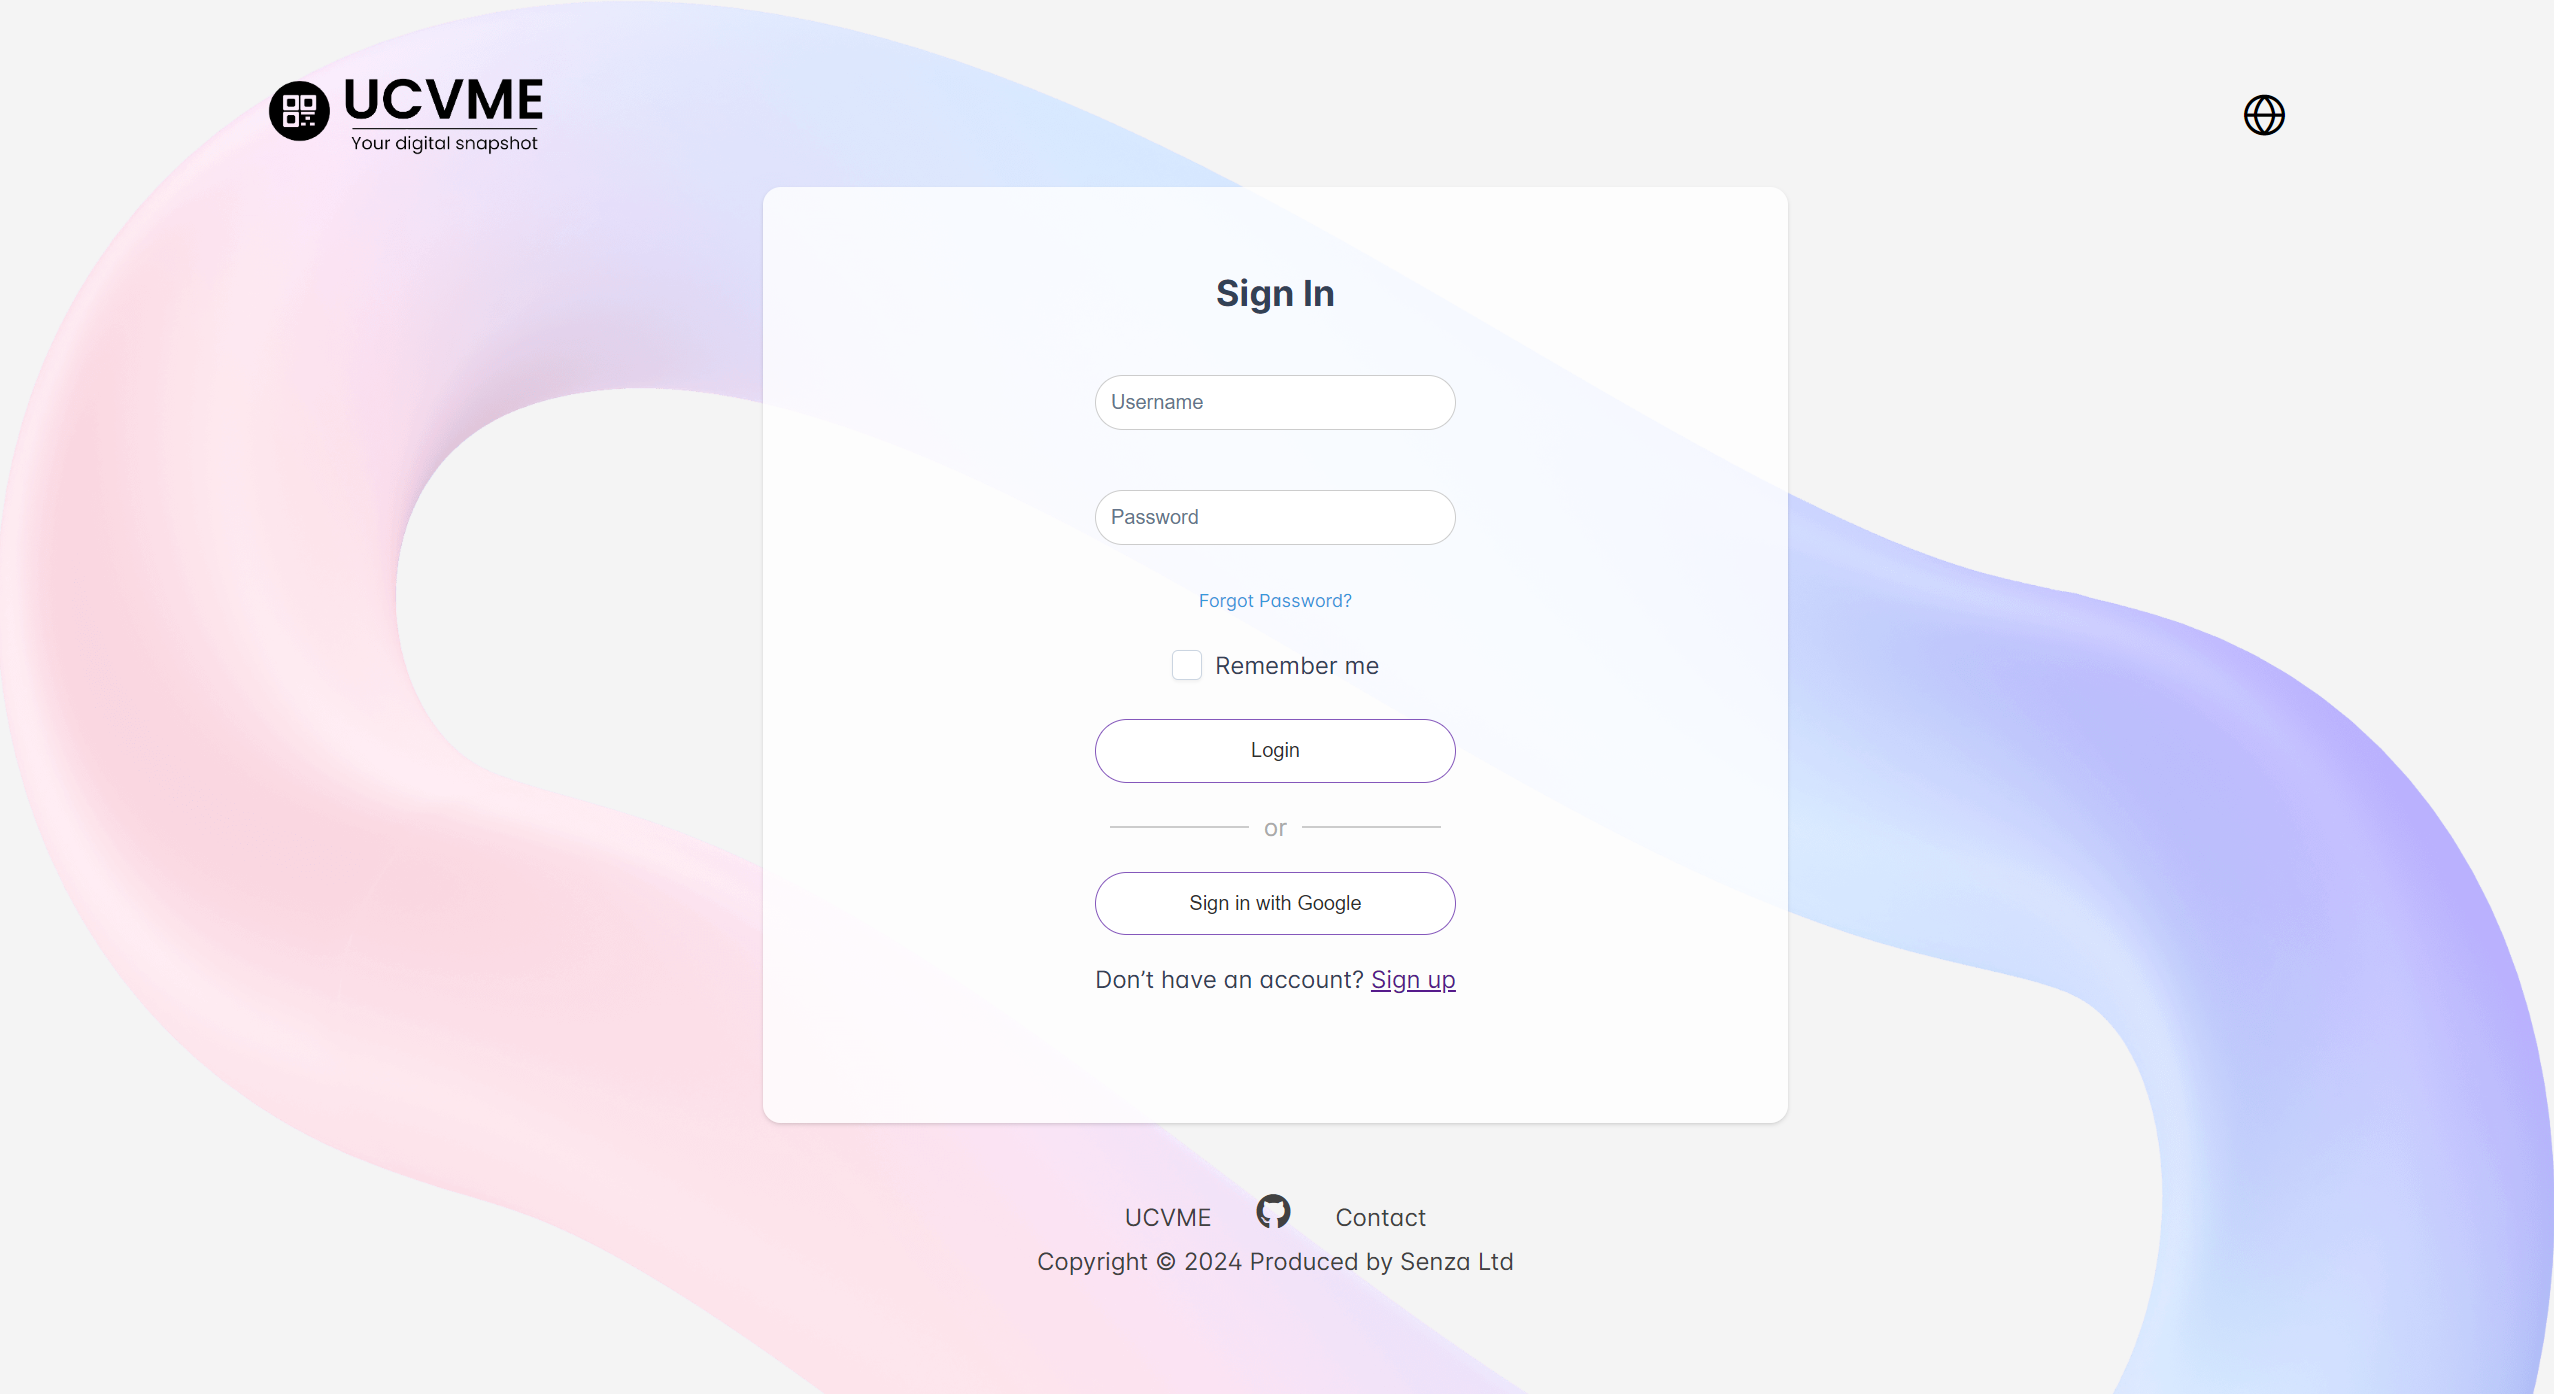 UCVME
Your digital snapshot
Sign In
Username
Password
Forgot Password?
Remember me
Login
or
Sign in with Google
Don’t have an account? Sign up
UCVME Contact
Copyright © 2024 Produced by Senza Ltd